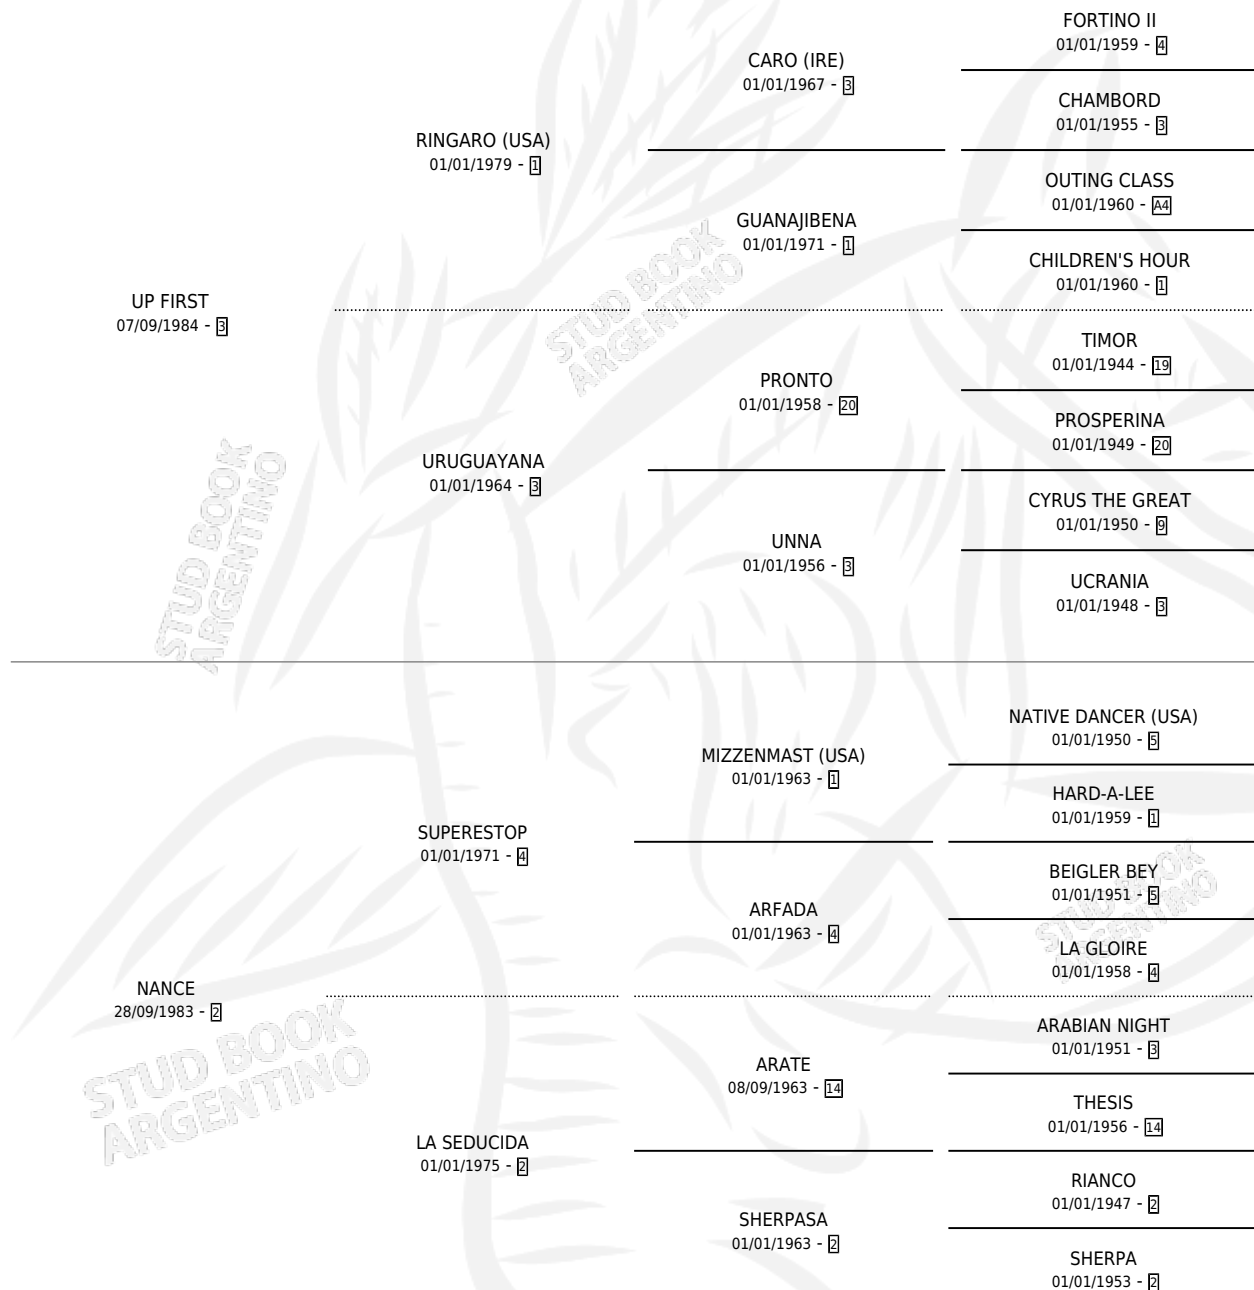 FORTINO II
01/01/1959 - 4
CARO (IRE)
01/01/1967 - 3
CHAMBORD
01/01/1955 - 3
RINGARO (USA)
01/01/1979 - 1
OUTING CLASS
01/01/1960 - A4
GUANAJIBENA
01/01/1971 - 1
CHILDREN'S HOUR
01/01/1960 - 1
UP FIRST
07/09/1984 - 3
TIMOR
01/01/1944 - 19
PRONTO
01/01/1958 - 20
PROSPERINA
01/01/1949 - 20
URUGUAYANA
01/01/1964 - 3
CYRUS THE GREAT
01/01/1950 - 9
UNNA
01/01/1956 - 3
UCRANIA
01/01/1948 - 3
NATIVE DANCER (USA)
01/01/1950 - 5
MIZZENMAST (USA)
01/01/1963 - 1
HARD-A-LEE
01/01/1959 - 1
SUPERESTOP
01/01/1971 - 4
BEIGLER BEY
01/01/1951 - 5
ARFADA
01/01/1963 - 4
LA GLOIRE
01/01/1958 - 4
NANCE
28/09/1983 - 2
ARABIAN NIGHT
01/01/1951 - 3
ARATE
08/09/1963 - 14
THESIS
01/01/1956 - 14
LA SEDUCIDA
01/01/1975 - 2
RIANCO
01/01/1947 - 2
SHERPASA
01/01/1963 - 2
SHERPA
01/01/1953 - 2
STUD BOOK
ARGENTINO
STUD BOOK
ARGENTINO
STUD BOOK
ARGENTINO
STUD BOOK
ARGENTINO